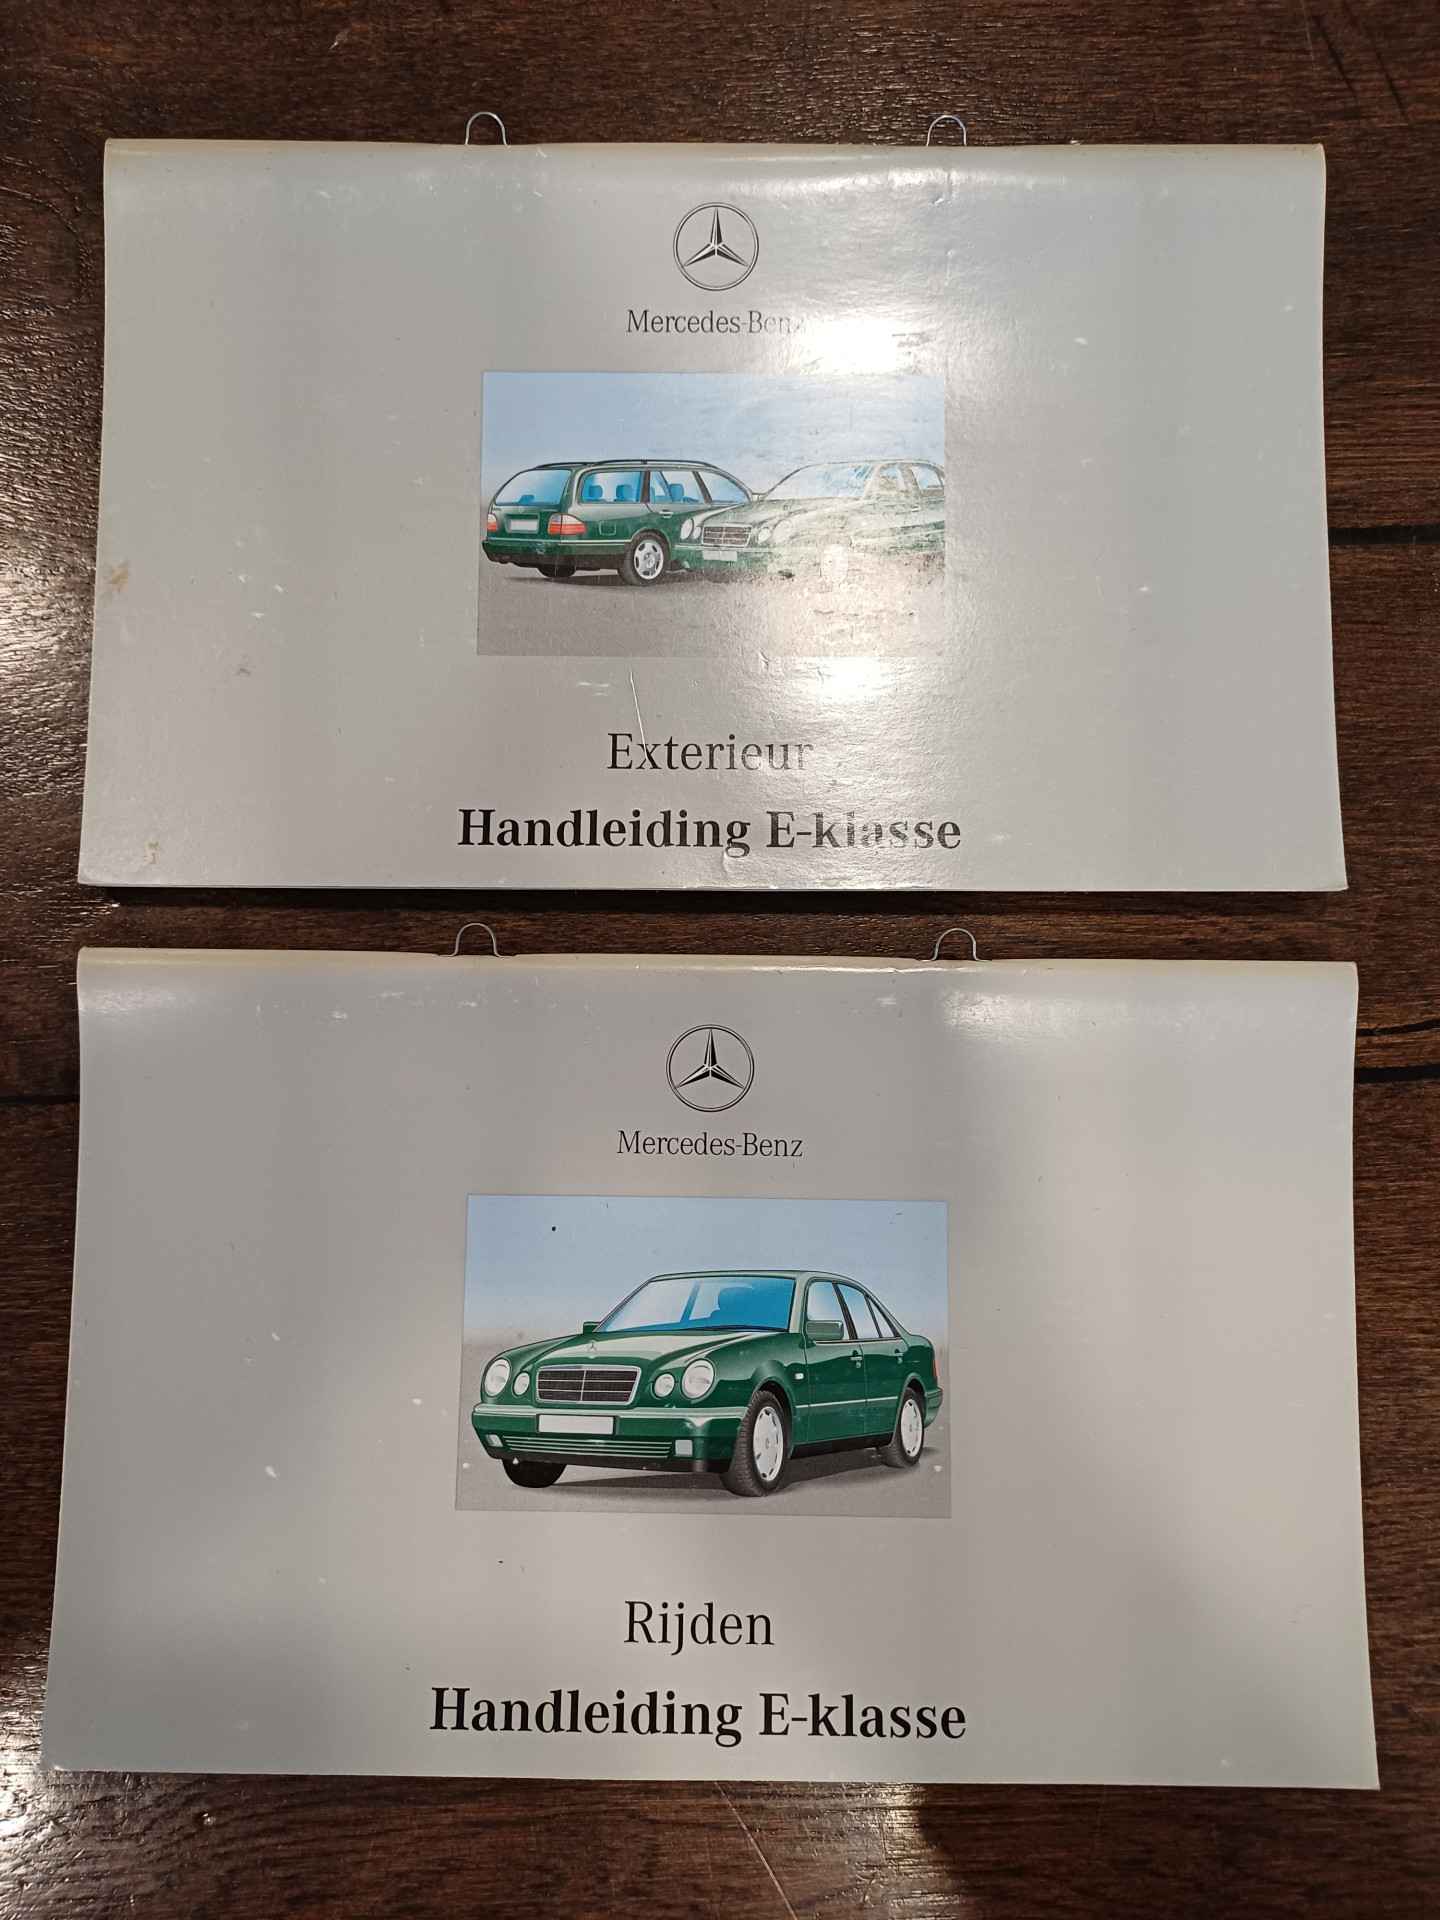 Mercedes-Benz
Exterieur
Handleiding E-klasse
Mercedes-Benz
Rijden
Handleiding E-klasse